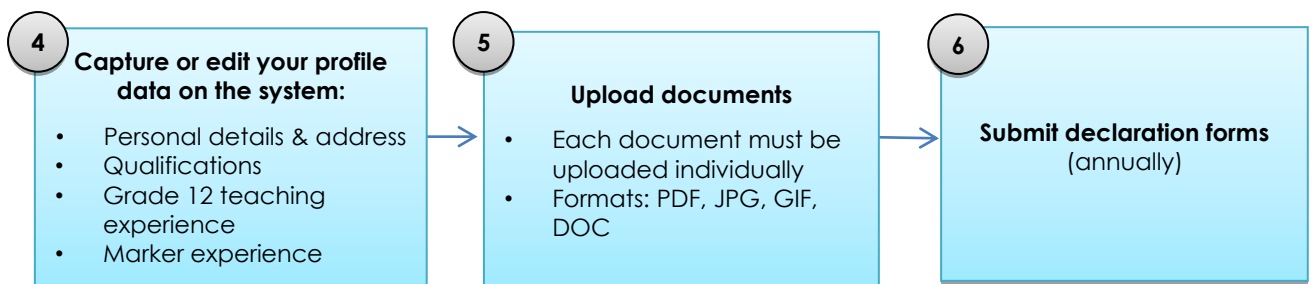 4
Capture or edit your profile
data on the system:
• Personal details & address
• Qualifications
• Grade 12 teaching
experience
• Marker experience
5
Upload documents
• Each document must be
uploaded individually
• Formats: PDF, JPG, GIF,
DOC
6
Submit declaration forms
(annually)